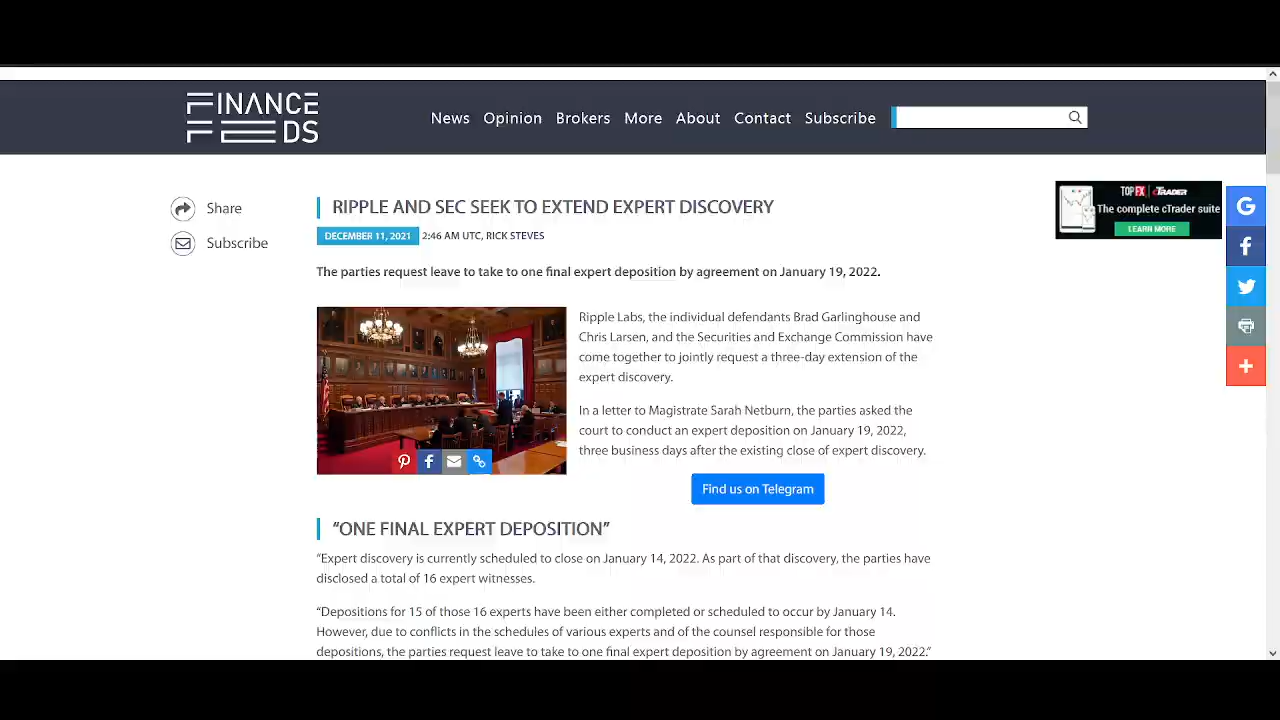 FINANCE
FEEDS
News Opinion Brokers More About Contact Subscribe
Share
Subscribe
RIPPLE AND SEC SEEK TO EXTEND EXPERT DISCOVERY
DECEMBER 11, 2021 2:46 AM UTC, RICK STEVES
The parties request leave to take to one final expert deposition by agreement on January 19, 2022.
TOPFX cTRADER
The complete cTrader suite
LEARN MORE
Ripple Labs, the individual defendants Brad Garlinghouse and
Chris Larsen, and the Securities and Exchange Commission have
come together to jointly request a three-day extension of the
expert discovery.
In a letter to Magistrate Sarah Netburn, the parties asked the
court to conduct an expert deposition on January 19, 2022,
three business days after the existing close of expert discovery.
Find us on Telegram
“ONE FINAL EXPERT DEPOSITION”
“Expert discovery is currently scheduled to close on January 14, 2022. As part of that discovery, the parties have
disclosed a total of 16 expert witnesses.
“Depositions for 15 of those 16 experts have been either completed or scheduled to occur by January 14.
However, due to conflicts in the schedules of various experts and of the counsel responsible for those
depositions, the parties request leave to take to one final expert deposition by agreement on January 19, 2022.”